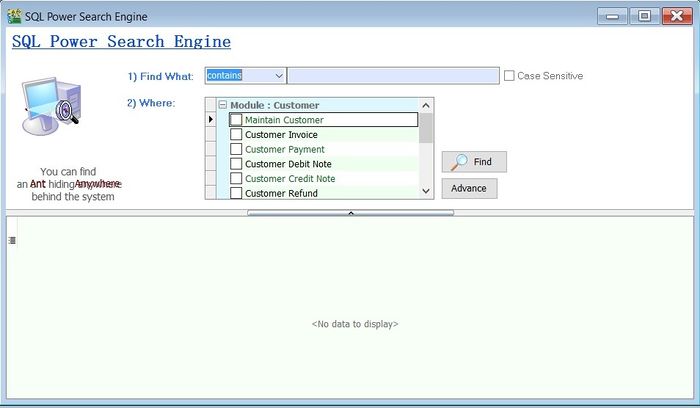 SQL Power Search Engine
SQL Power Search Engine
1) Find What: contains Case Sensitive
2) Where: Module : Customer
Maintain Customer
Customer Invoice
Customer Payment
Customer Debit Note
Customer Credit Note
Customer Refund
Find
Advance
You can find
an Ant hiding Anywhere
behind the system
<No data to display>